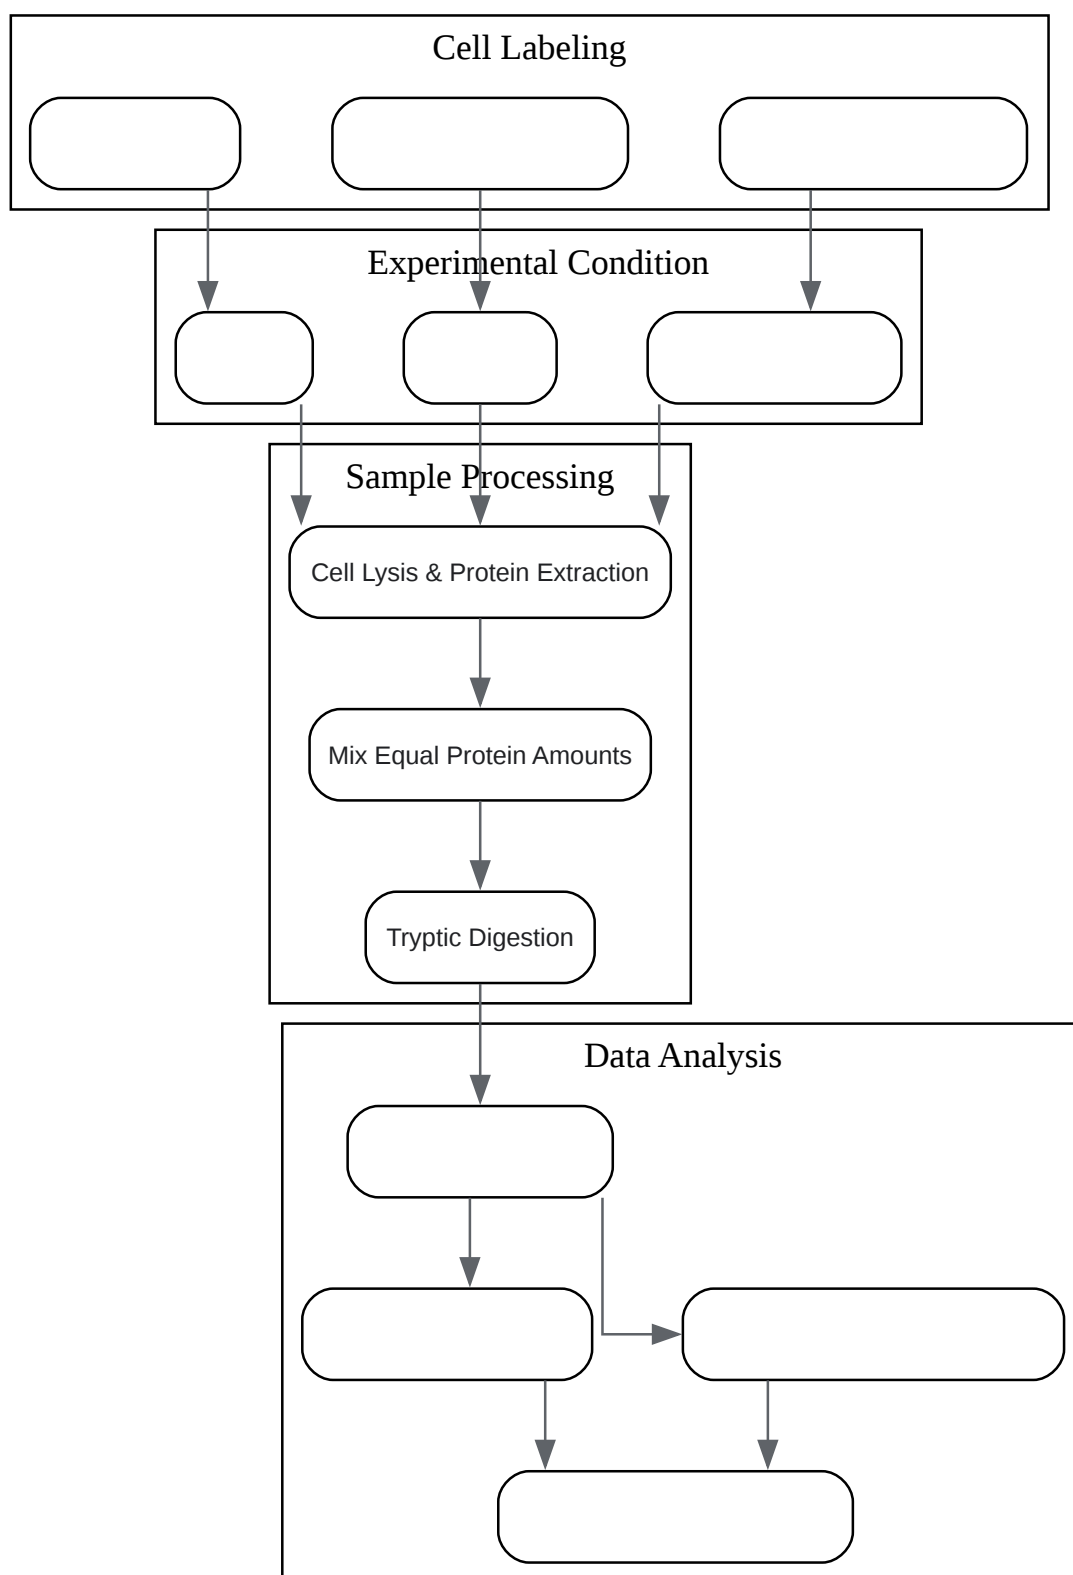 Cell Labeling
Experimental Condition
Sample Processing
Cell Lysis & Protein Extraction
Mix Equal Protein Amounts
Tryptic Digestion
Data Analysis